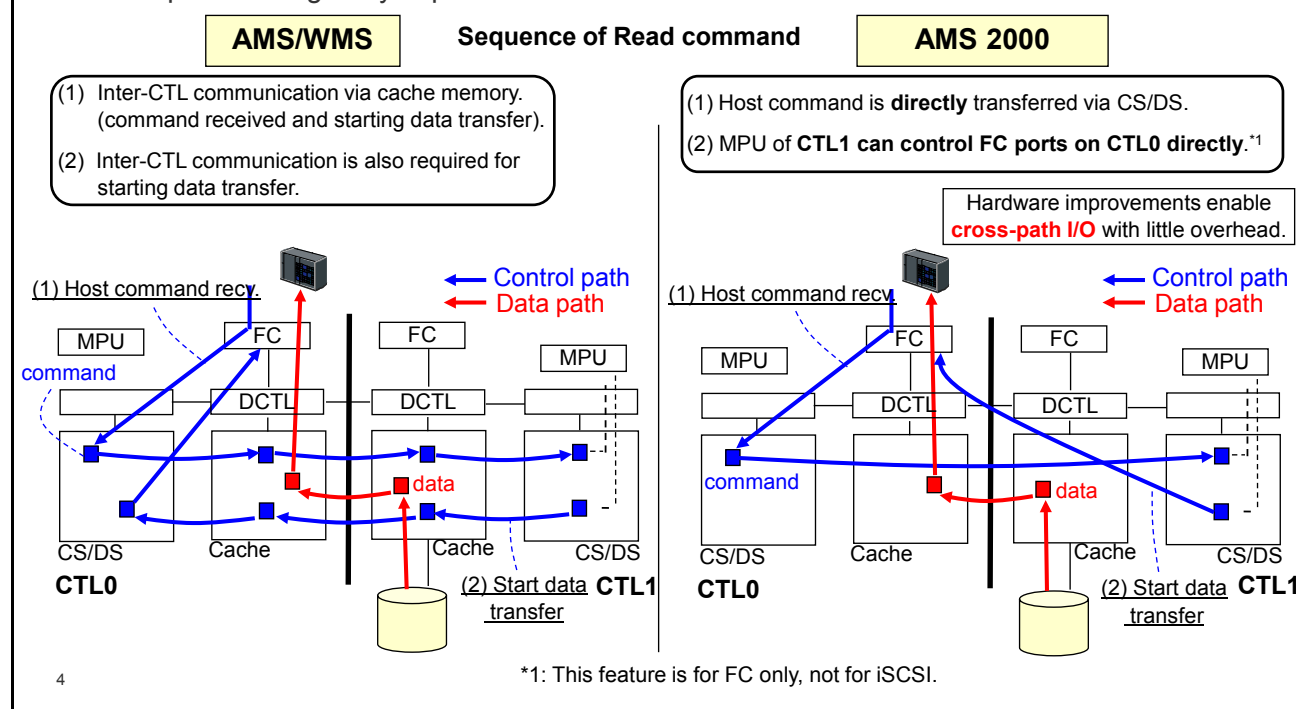 AMS/WMS
Sequence of Read command
AMS 2000
(1) Inter-CTL communication via cache memory.
(command received and starting data transfer).
(2) Inter-CTL communication is also required for
starting data transfer.
(1) Host command is directly transferred via CS/DS.
(2) MPU of CTL1 can control FC ports on CTL0 directly.*1
Hardware improvements enable
cross-path I/O with little overhead.
(1) Host command recv.
Control path
Data path
MPU
FC
FC
MPU
command
DCTL
DCTL
data
CS/DS
Cache
Cache
CS/DS
CTL0
(2) Start data
transfer
CTL1
(1) Host command recv.
Control path
Data path
MPU
FC
FC
MPU
DCTL
DCTL
command
data
CS/DS
Cache
Cache
CS/DS
CTL0
(2) Start data
transfer
CTL1
4
*1: This feature is for FC only, not for iSCSI.